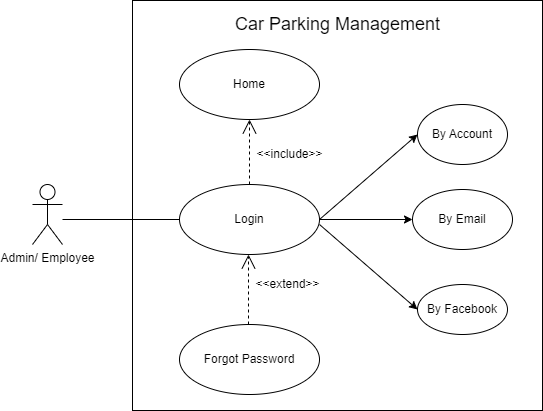 Car Parking Management
Home
By Account
<<include>>
Login
By Email
Admin/ Employee
<<extend>>
By Facebook
Forgot Password